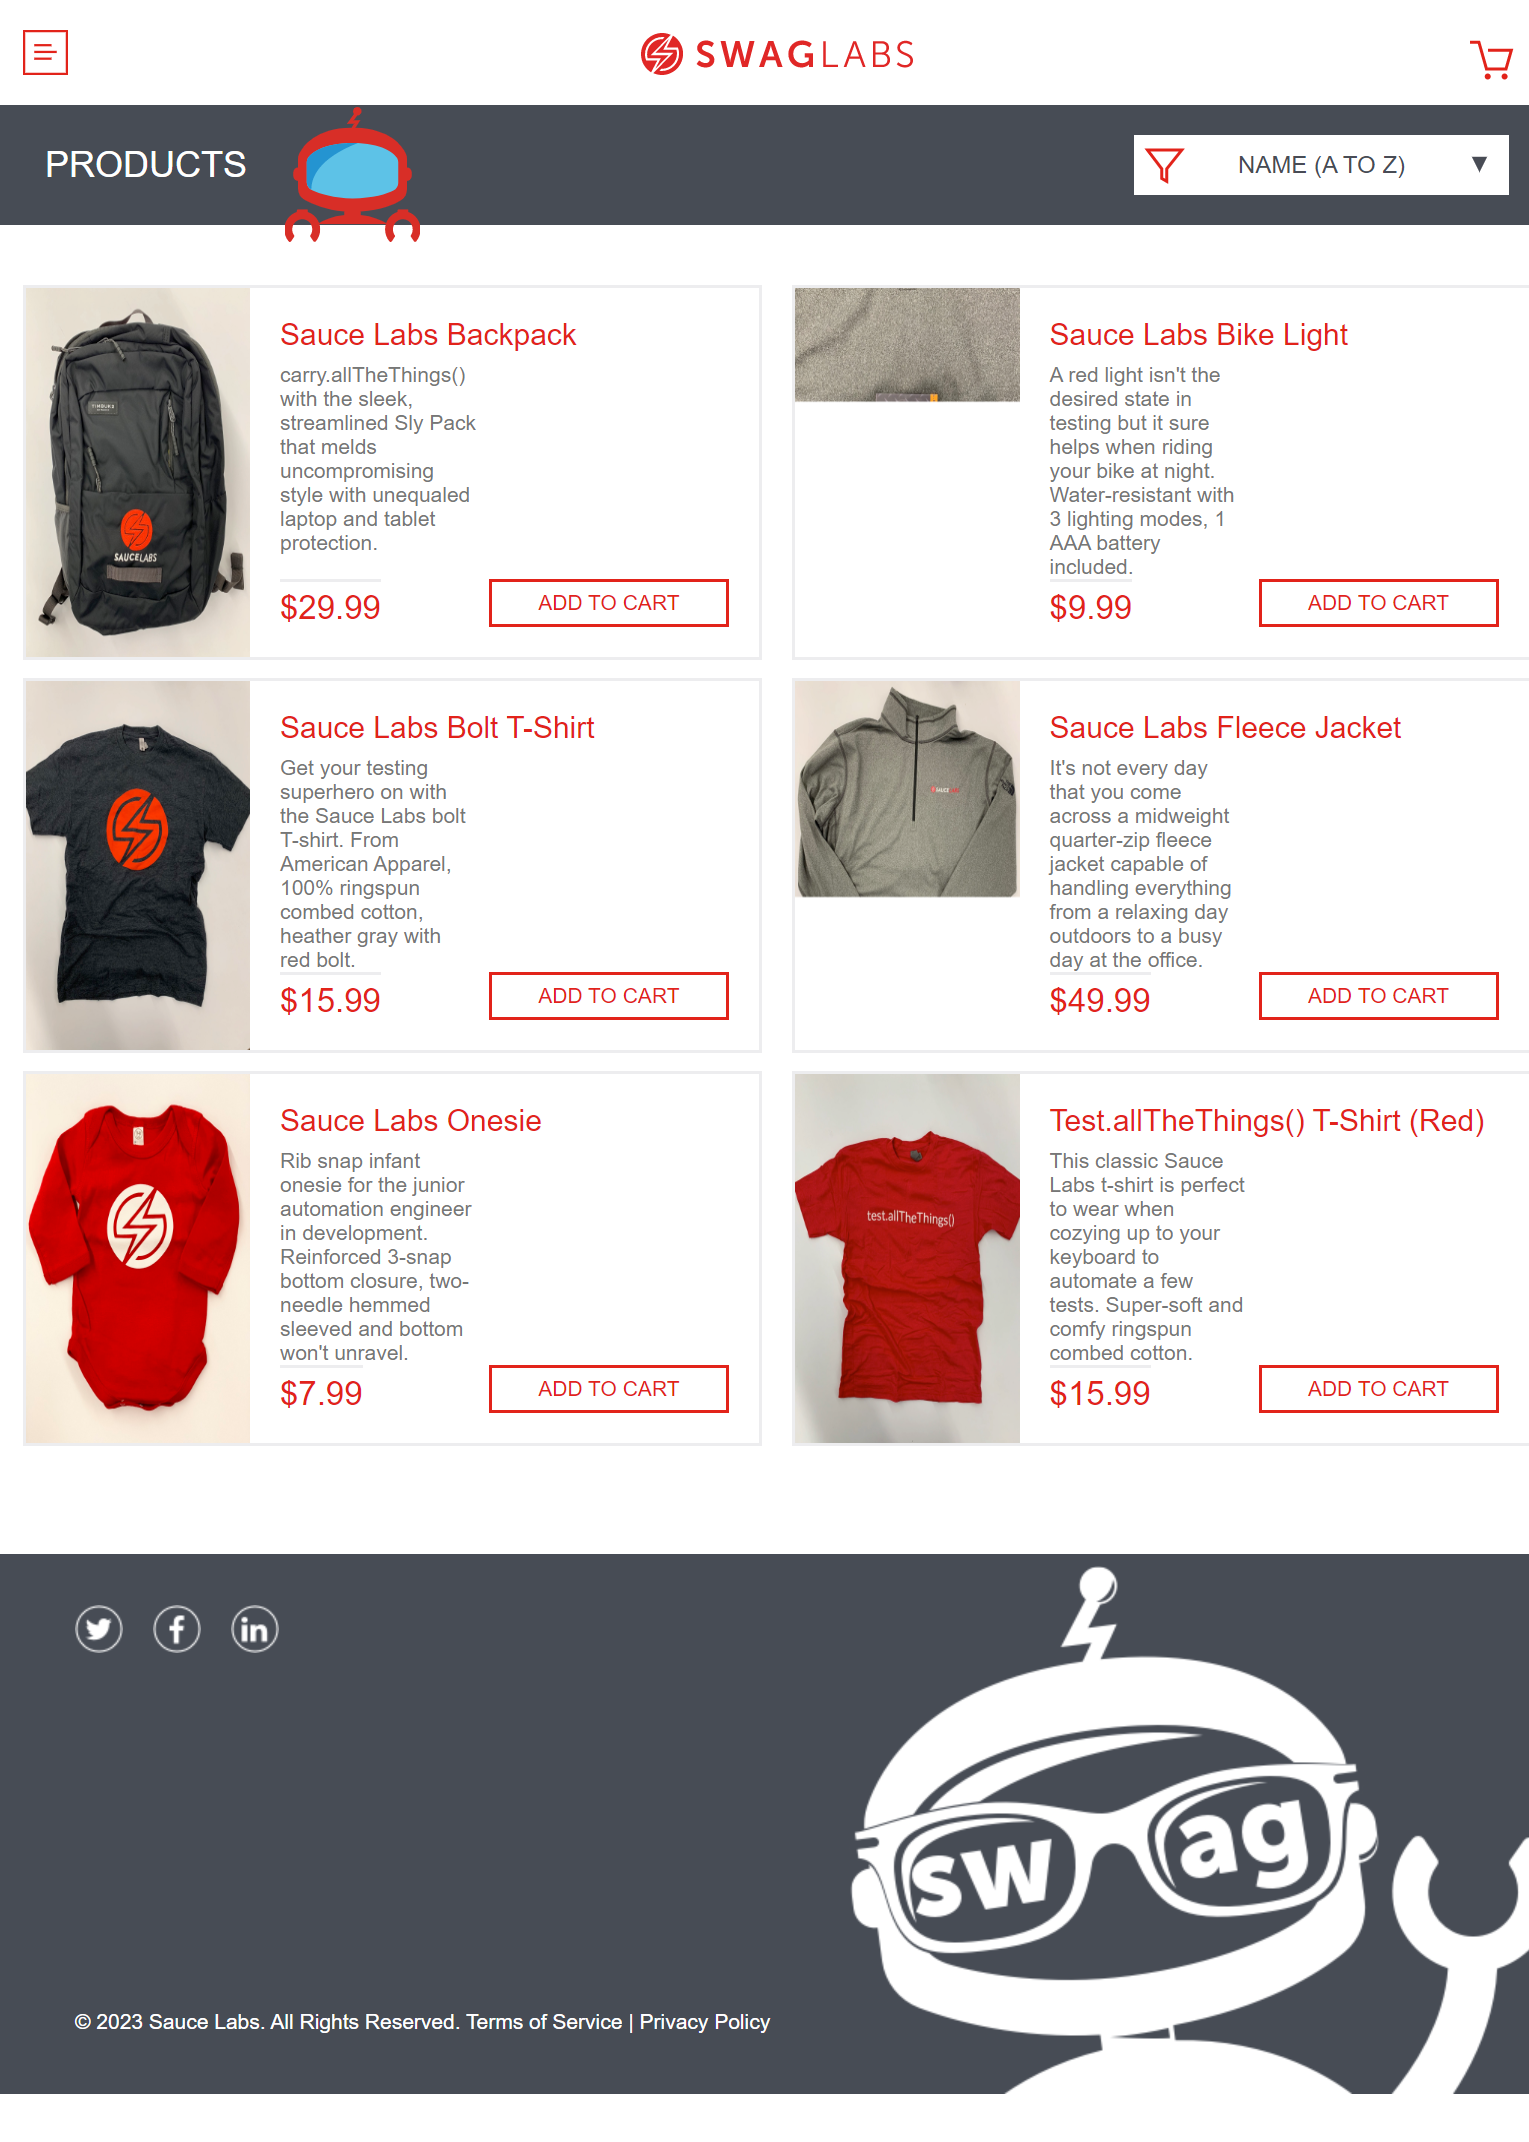 SWAGLABS
PRODUCTS
NAME (A TO Z)
▼
Sauce Labs Backpack
carry.allTheThings()
with the sleek,
streamlined Sly Pack
that melds
uncompromising
style with unequaled
laptop and tablet
protection.
$29.99
ADD TO CART
SAUCELABS
Sauce Labs Bike Light
A red light isn't the
desired state in
testing but it sure
helps when riding
your bike at night.
Water-resistant with
3 lighting modes, 1
AAA battery
included.
$9.99
ADD TO CART
Sauce Labs Bolt T-Shirt
Get your testing
superhero on with
the Sauce Labs bolt
T-shirt. From
American Apparel,
100% ringspun
combed cotton,
heather gray with
red bolt.
$15.99
ADD TO CART
Sauce Labs Fleece Jacket
It's not every day
that you come
across a midweight
quarter-zip fleece
jacket capable of
handling everything
from a relaxing day
outdoors to a busy
day at the office.
$49.99
ADD TO CART
Sauce Labs Onesie
Rib snap infant
onesie for the junior
automation engineer
in development.
Reinforced 3-snap
bottom closure, two-
needle hemmed
sleeved and bottom
won't unravel.
$7.99
ADD TO CART
test.allTheThings()
Test.allTheThings() T-Shirt (Red)
This classic Sauce
Labs t-shirt is perfect
to wear when
cozying up to your
keyboard to
automate a few
tests. Super-soft and
comfy ringspun
combed cotton.
$15.99
ADD TO CART
f in
sw ag
© 2023 Sauce Labs. All Rights Reserved. Terms of Service | Privacy Policy